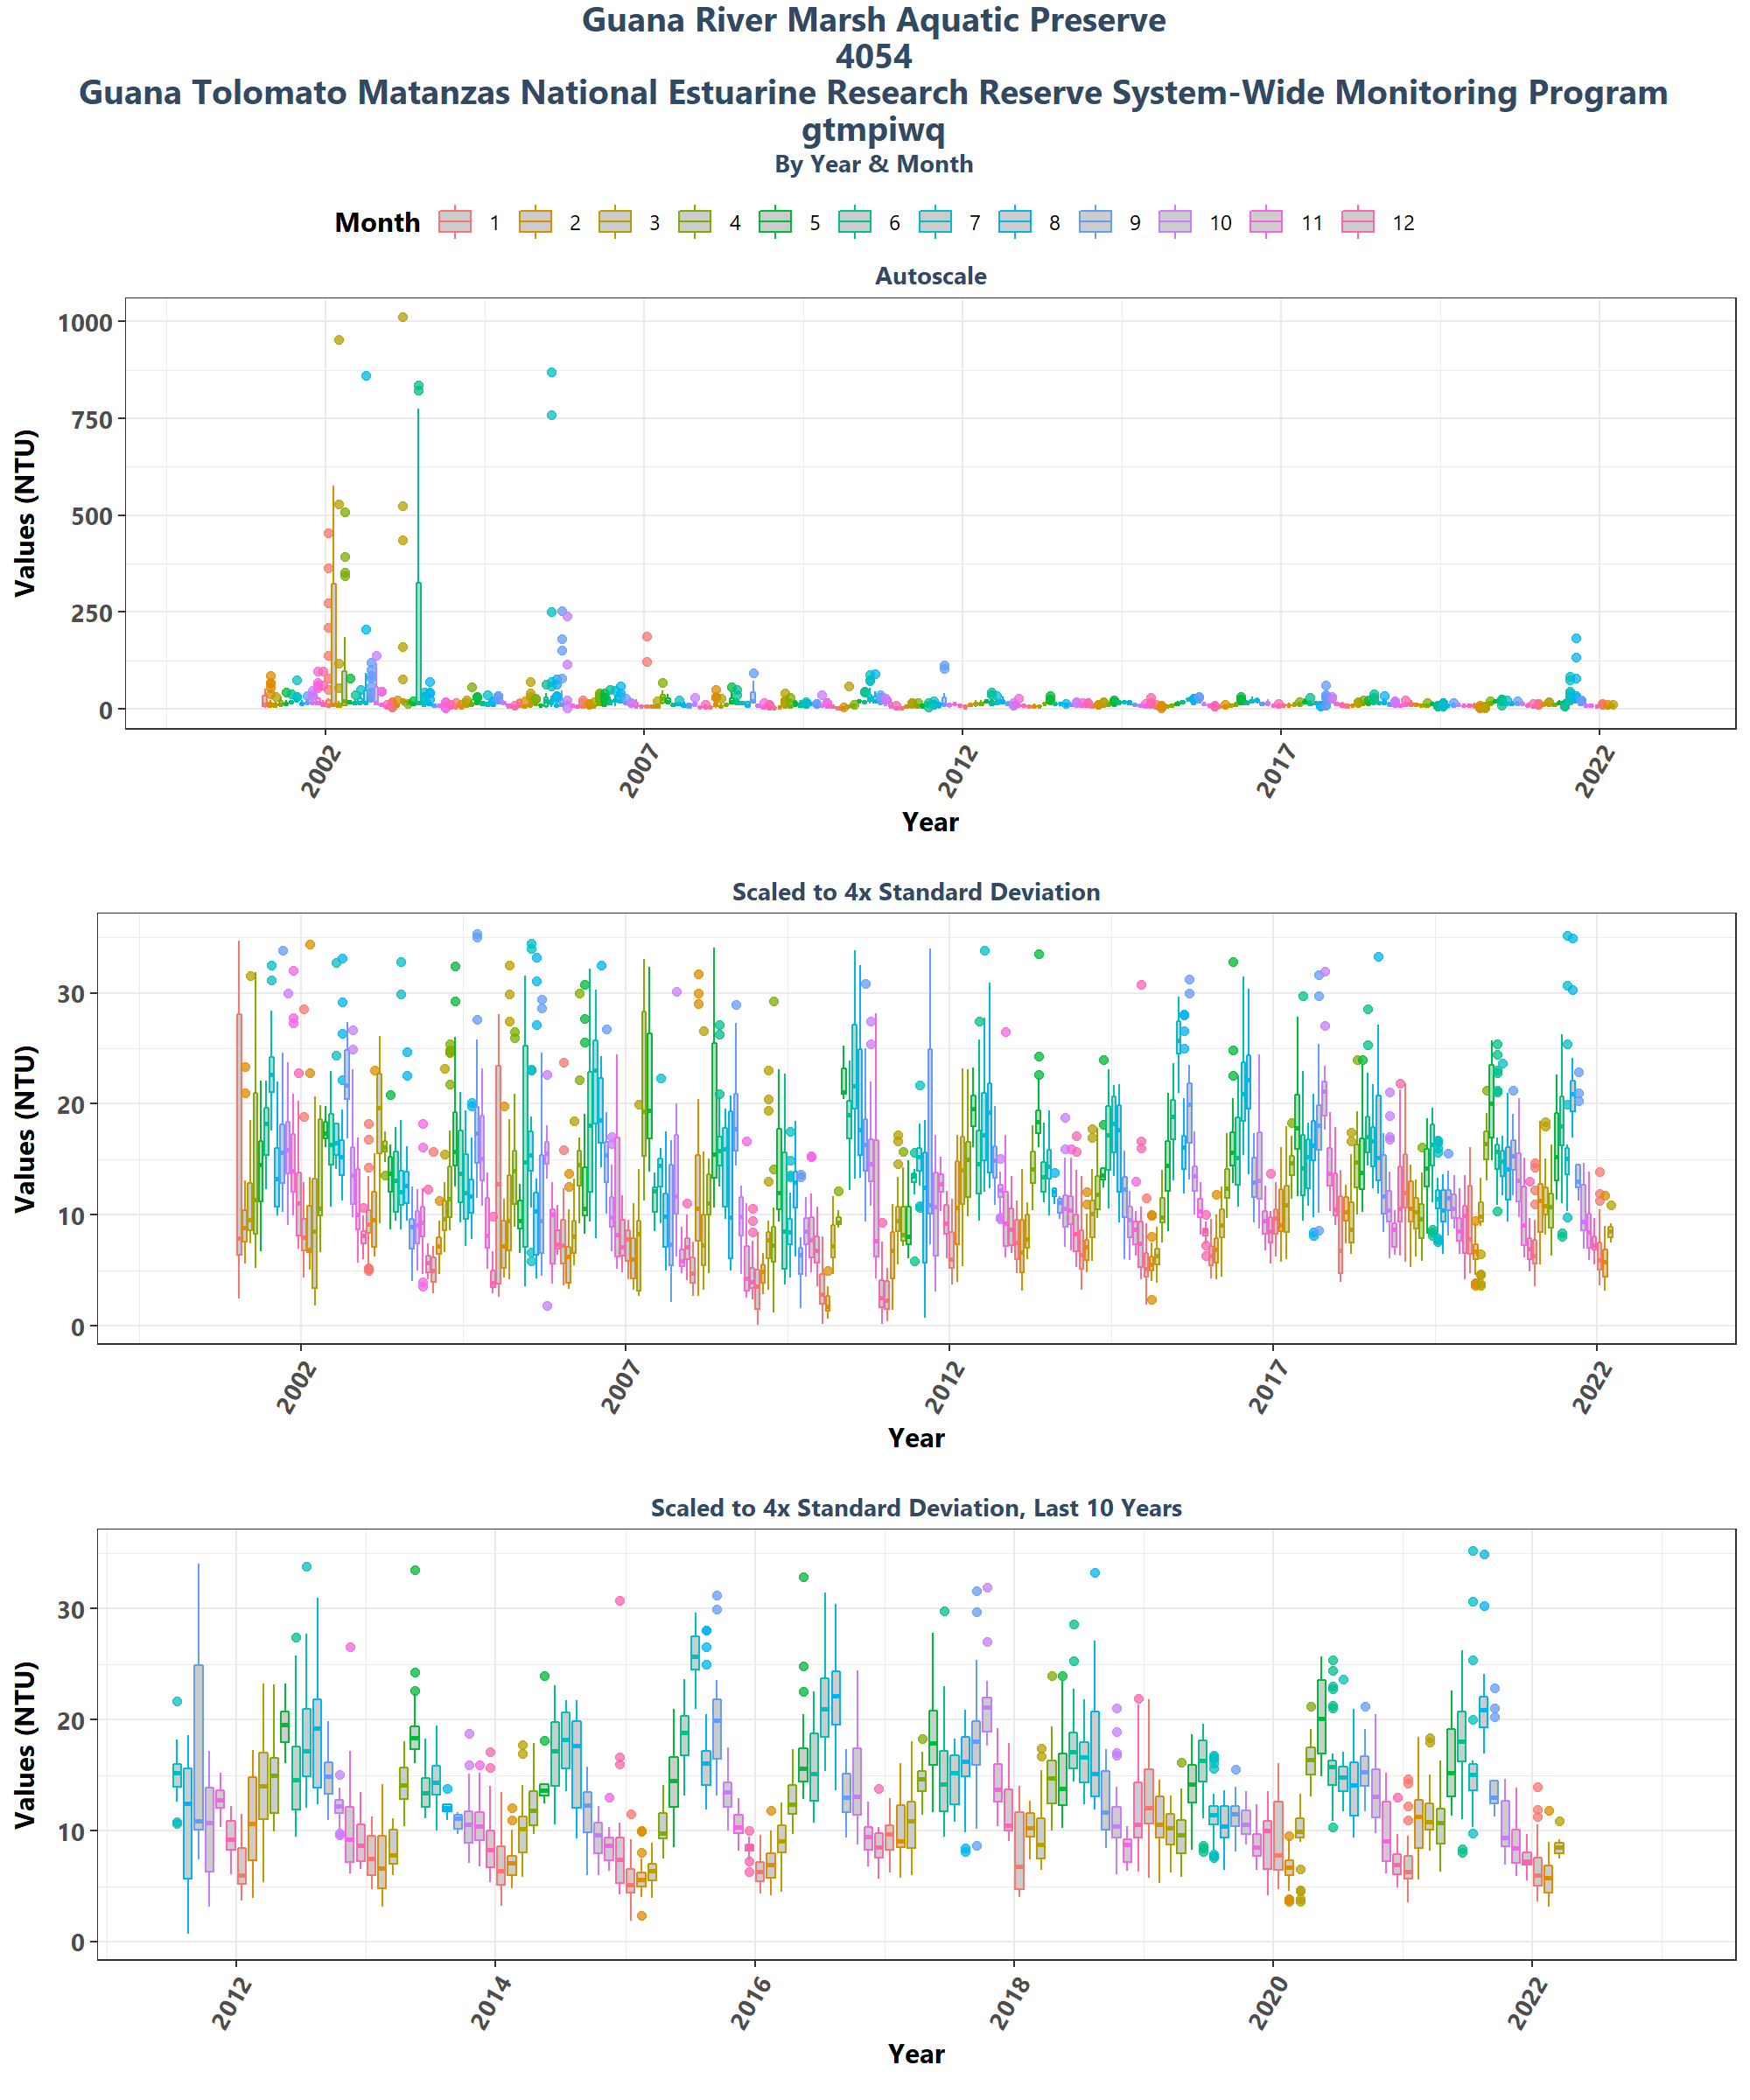 Guana River Marsh Aquatic Preserve
4054
Guana Tolomato Matanzas National Estuarine Research Reserve System-Wide Monitoring Program
gtmpiwq
By Year & Month
Month 1 2 3 4 5 6 7 8 9 10 11 12
Autoscale
Values (NTU)
1000
750
500
250
0
2002 2007 2012 2017 2022
Year
Scaled to 4x Standard Deviation
Values (NTU)
30
20
10
0
2002 2007 2012 2017 2022
Year
Scaled to 4x Standard Deviation, Last 10 Years
Values (NTU)
30
20
10
0
2012 2014 2016 2018 2020 2022
Year